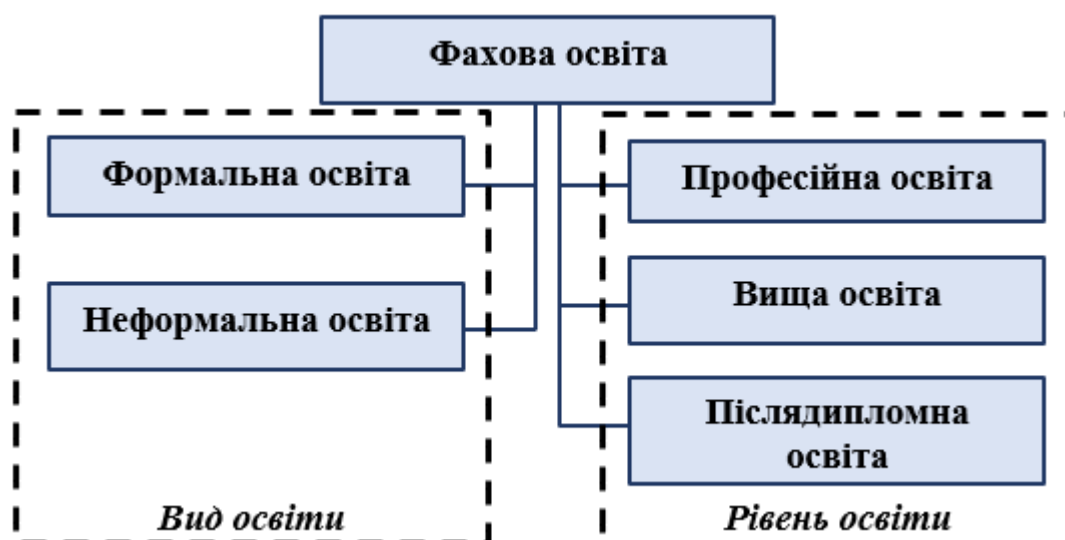 Фахова освіта
Формальна освіта
Неформальна освіта
Вид освіти
Професійна освіта
Вища освіта
Післядипломна
освіта
Рівень освіти